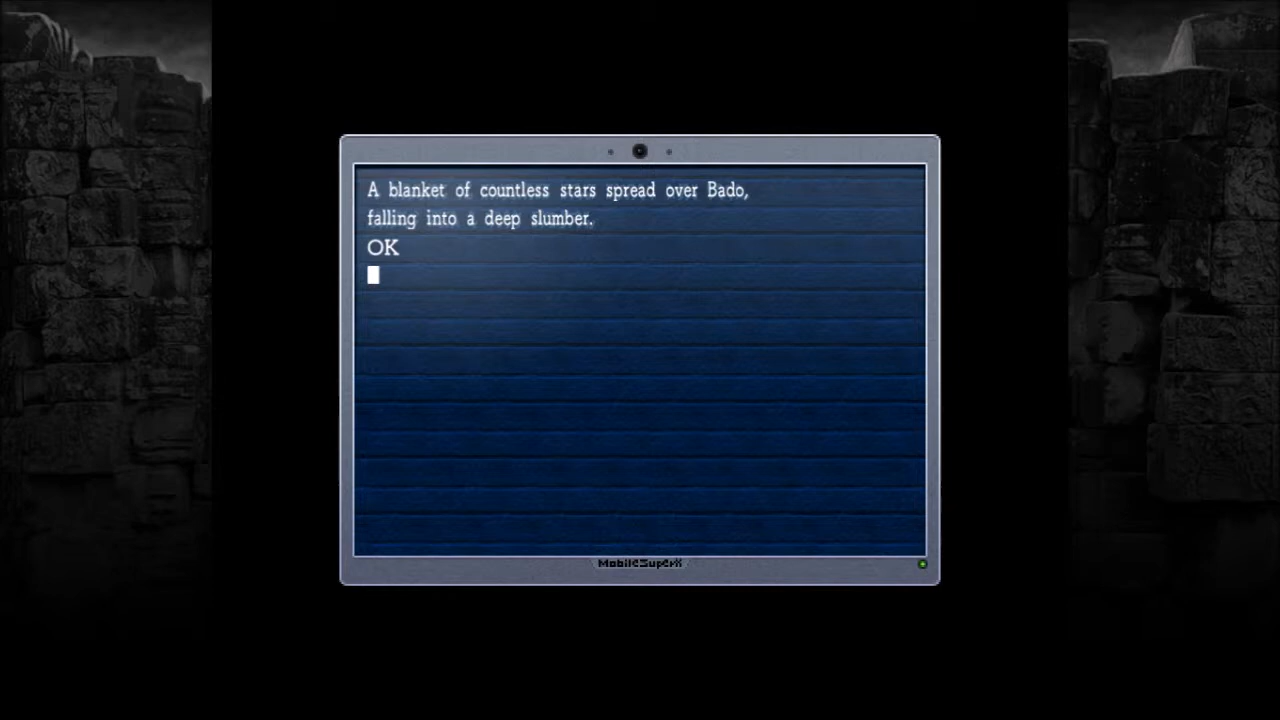 A blanket of countless stars spread over Bado,
falling into a deep slumber.
OK
MobileSuperX